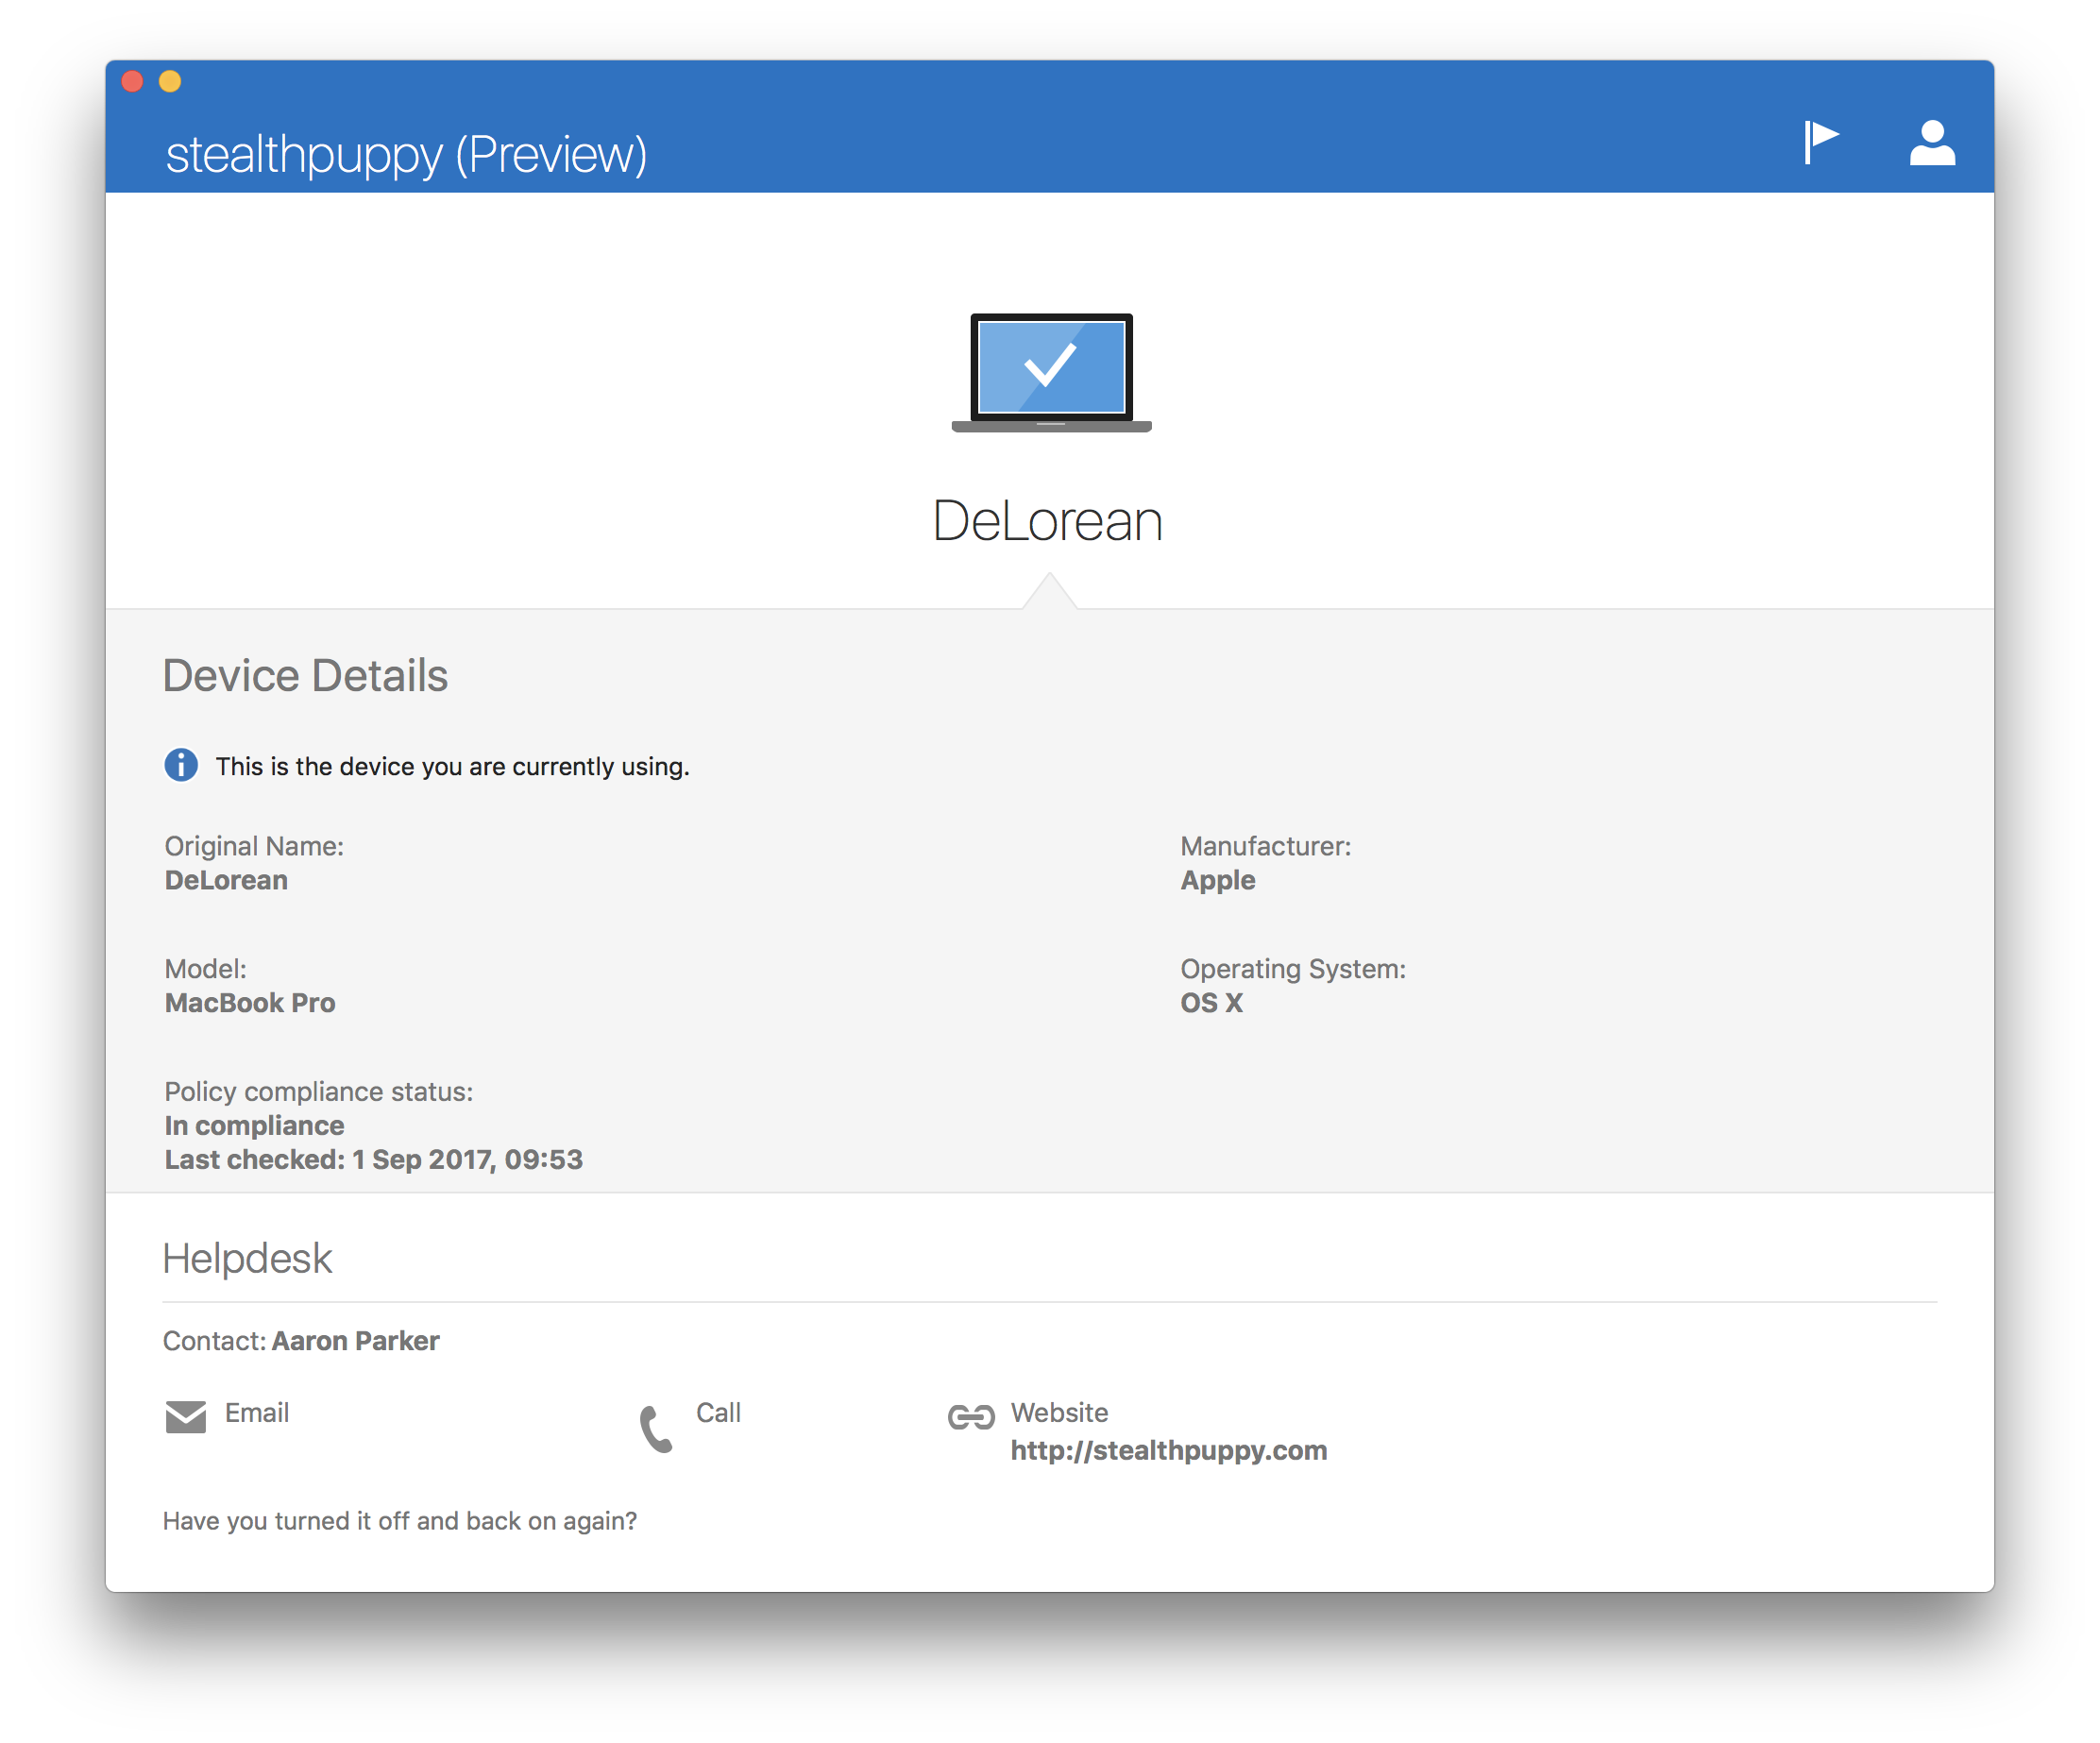 stealthpuppy (Preview)
DeLorean
Device Details
This is the device you are currently using.
Original Name:
DeLorean
Manufacturer:
Apple
Model:
MacBook Pro
Operating System:
OS X
Policy compliance status:
In compliance
Last checked: 1 Sep 2017, 09:53
Helpdesk
Contact: Aaron Parker
Email
Call
Website
http://stealthpuppy.com
Have you turned it off and back on again?